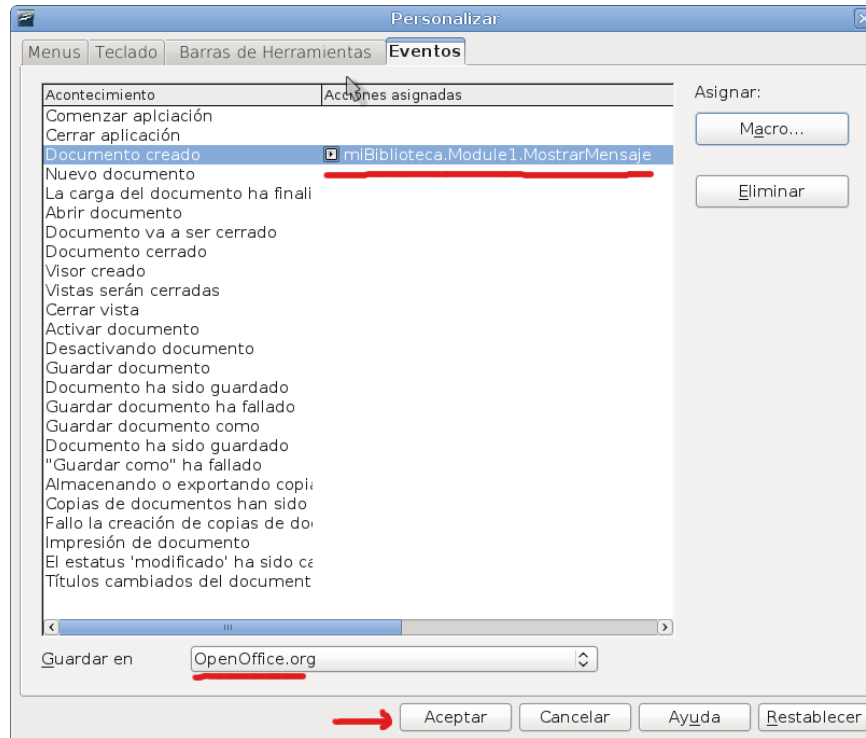 Personalizar
Menus Teclado Barras de Herramientas Eventos
Acontecimiento Acciones asignadas
Asignar:
Comenzar aplciación
Cerrar aplicación
Macro...
Documento creado miBiblioteca.Module1.MostrarMensaje
Nuevo documento
La carga del documento ha finali
Eliminar
Abrir documento
Documento va a ser cerrado
Documento cerrado
Visor creado
Vistas serán cerradas
Cerrar vista
Activar documento
Desactivando documento
Guardar documento
Documento ha sido guardado
Guardar documento ha fallado
Guardar documento como
Documento ha sido guardado
"Guardar como" ha fallado
Almacenando o exportando copia
Copias de documentos han sido
Fallo la creación de copias de do
Impresión de documento
El estatus 'modificado' ha sido ca
Títulos cambiados del document
Guardar en OpenOffice.org
Aceptar Cancelar Ayuda Restablecer